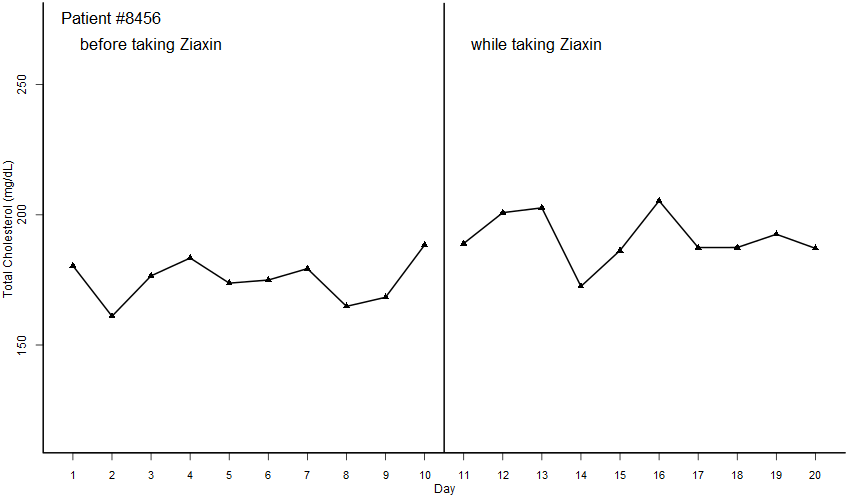 Patient #8456
before taking Ziaxin
while taking Ziaxin
250
200
150
Total Cholesterol (mg/dL)
1 2 3 4 5 6 7 8 9 10 11 12 13 14 15 16 17 18 19 20
Day